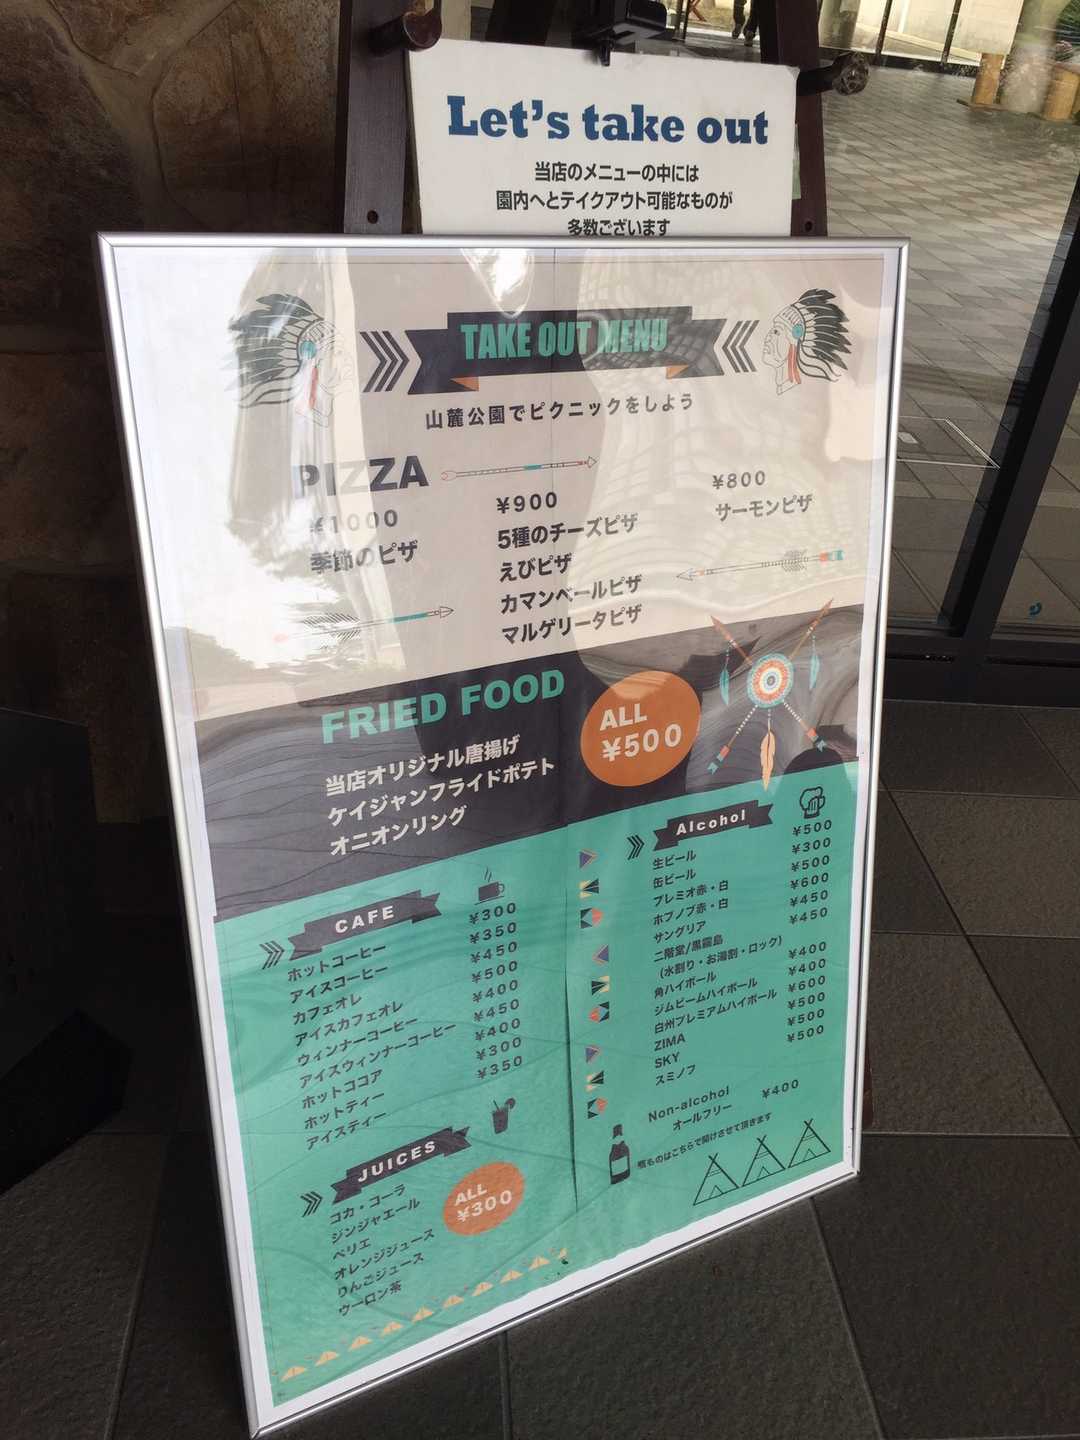 Let's take out
当店のメニューの中には
園内へとテイクアウト可能なものが
多数ございます
TAKE OUT MENU
山麓公園でピクニックをしよう
PIZZA
¥1000
季節のピザ
¥900
5種のチーズピザ
えびピザ
カマンベールピザ
マルゲリータピザ
¥800
サーモンピザ
FRIED FOOD
ALL
¥500
当店オリジナル唐揚げ
ケイジャンフライドポテト
オニオンリング
CAFE
ホットコーヒー ¥300
アイスコーヒー ¥350
カフェオレ ¥450
アイスカフェオレ ¥500
ウィンナーコーヒー ¥400
アイスウィンナーコーヒー ¥450
ホットココア ¥400
ホットティー ¥300
アイスティー ¥350
JUICES
ALL
¥300
コカ・コーラ
ジンジャエール
ペリエ
オレンジジュース
りんごジュース
ウーロン茶
Alcohol
生ビール ¥500
缶ビール ¥300
プレミオ赤・白 ¥500
ホブノブ赤・白 ¥600
サングリア ¥450
二階堂/黒霧島 ¥450
(水割り・お湯割・ロック)
角ハイボール ¥400
ジムビームハイボール ¥400
白州プレミアムハイボール ¥600
ZIMA ¥500
SKY ¥500
スミノフ ¥500
Non-alcohol
オールフリー ¥400
瓶ものはこちらで開けさせて頂きます